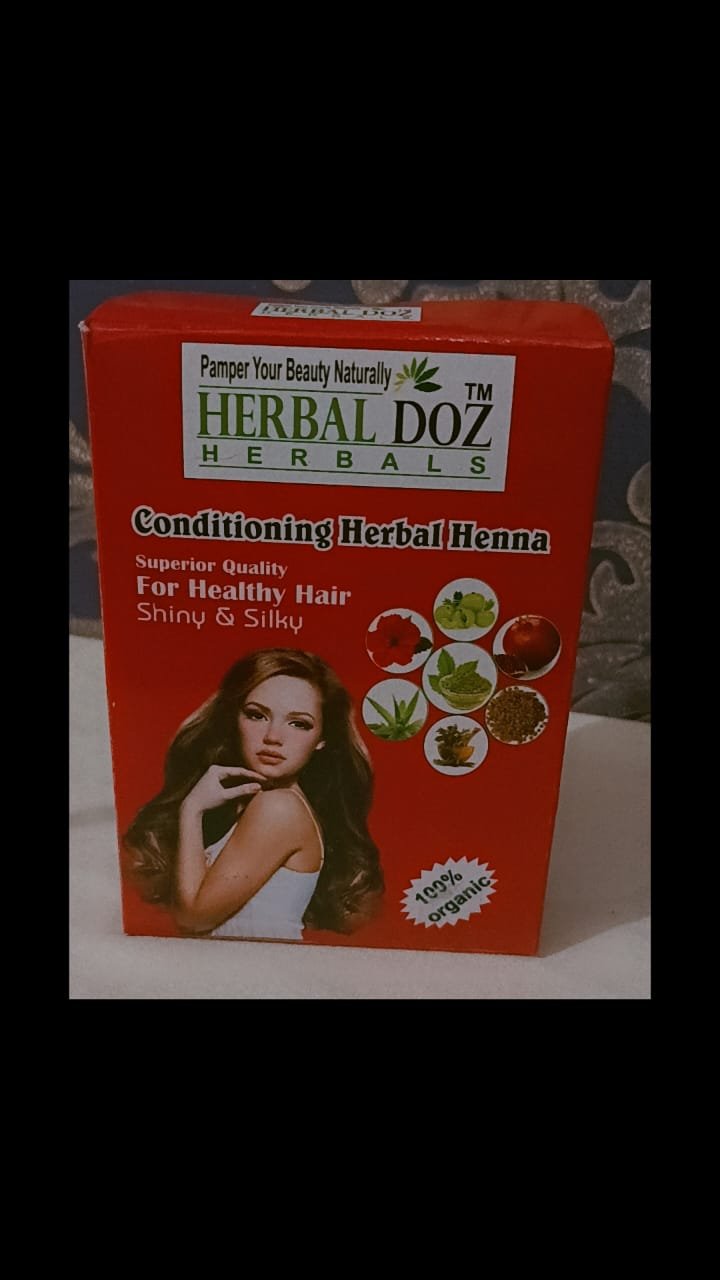 HERBAL DOZ
Pamper Your Beauty Naturally
HERBAL DOZ TM
HERBALS
Conditioning Herbal Henna
Superior Quality
For Healthy Hair
Shiny & Silky
100%
organic